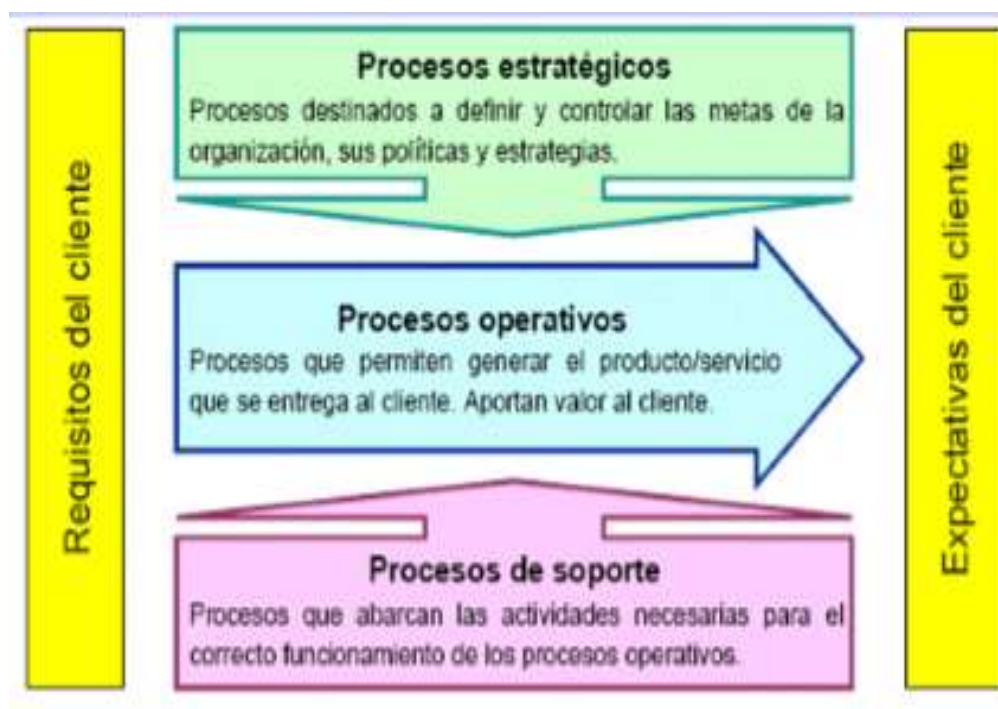 Requisitos del cliente
Procesos estratégicos
Procesos destinados a definir y controlar las metas de la
organización, sus políticas y estrategias.
Procesos operativos
Procesos que permiten generar el producto/servicio
que se entrega al cliente. Aportan valor al cliente.
Procesos de soporte
Procesos que abarcan las actividades necesarias para el
correcto funcionamiento de los procesos operativos.
Expectativas del cliente